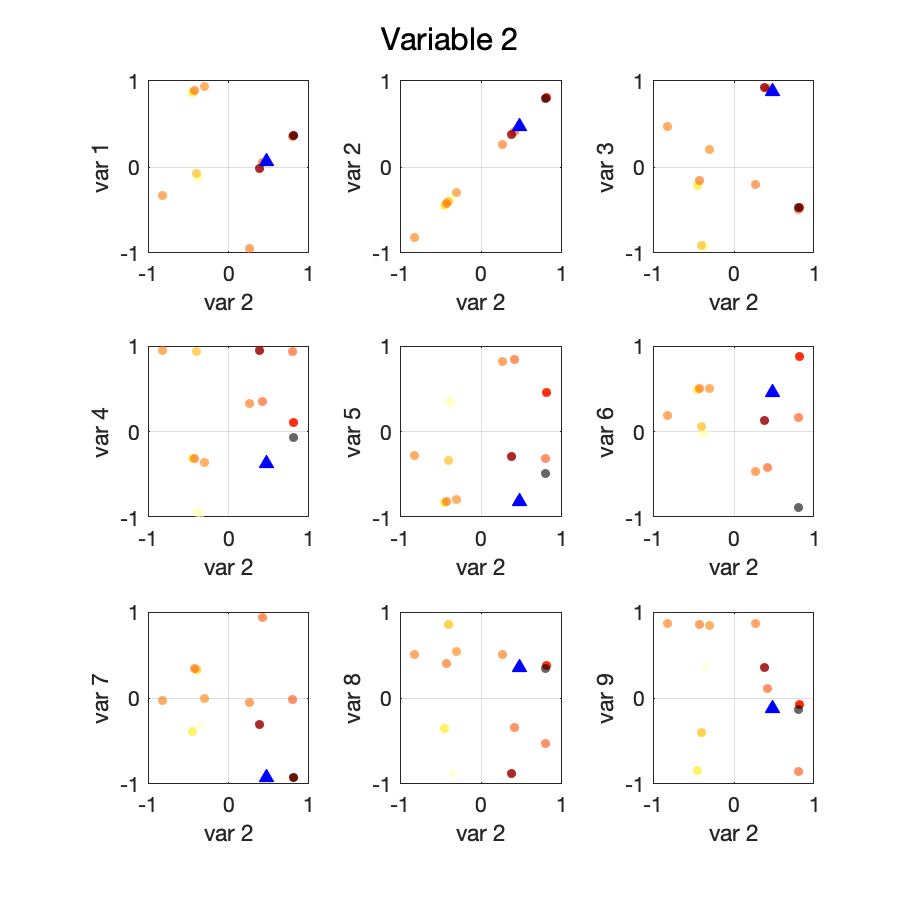 Variable 2
1 1 1
var 1 0 var 2 0 var 3 0
-1 -1 -1
-1 0 1 -1 0 1 -1 0 1
var 2 var 2 var 2
1 1 1
var 4 0 var 5 0 var 6 0
-1 -1 -1
-1 0 1 -1 0 1 -1 0 1
var 2 var 2 var 2
1 1 1
var 7 0 var 8 0 var 9 0
-1 -1 -1
-1 0 1 -1 0 1 -1 0 1
var 2 var 2 var 2